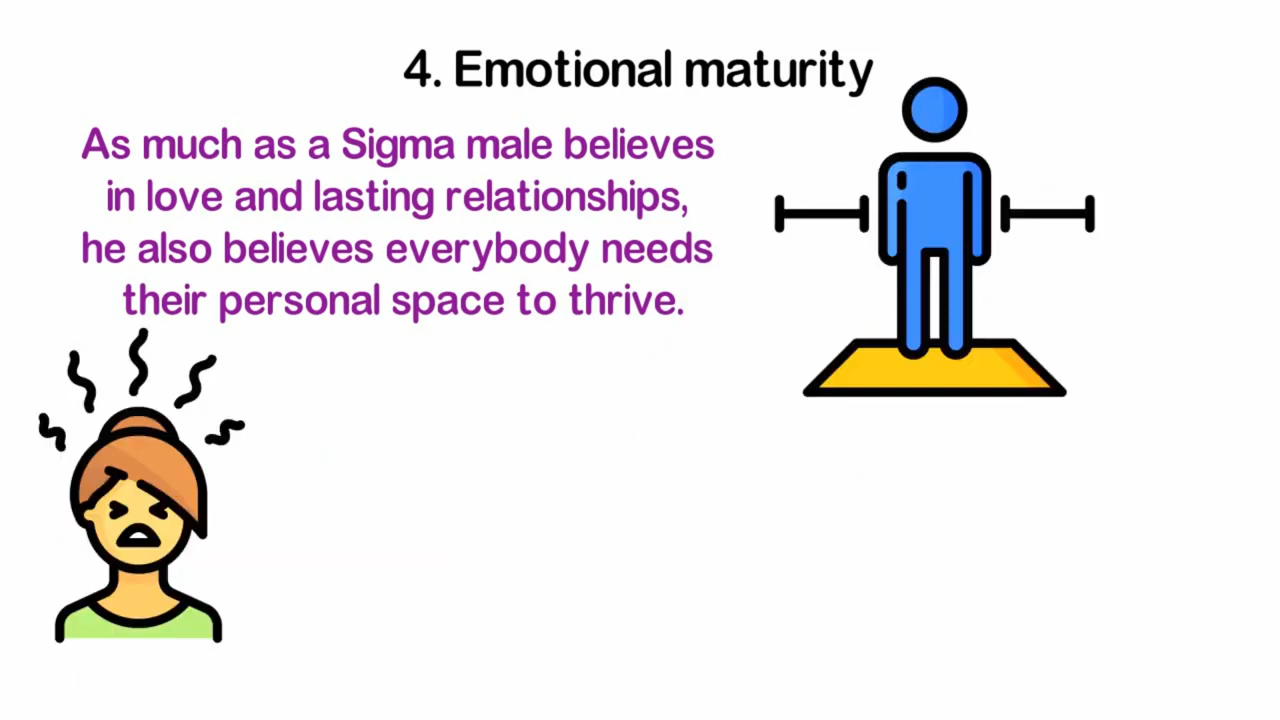 4. Emotional maturity
As much as a Sigma male believes
in love and lasting relationships,
he also believes everybody needs
their personal space to thrive.